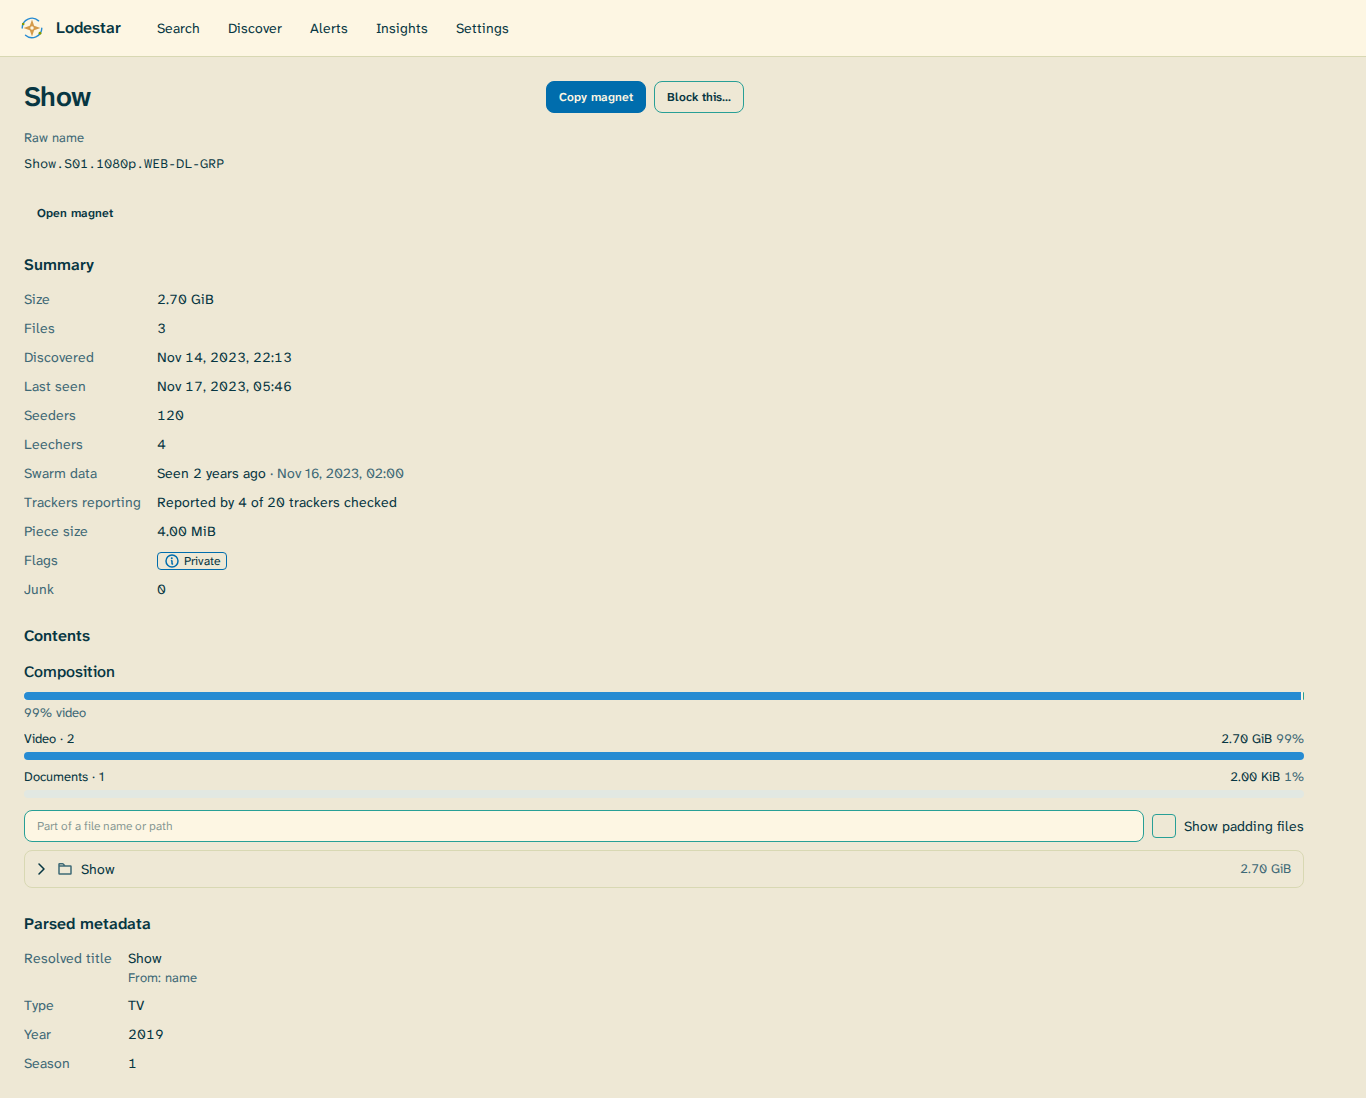 Lodestar Search Discover Alerts Insights Settings
Show
Copy magnet
Block this...
Raw name
Show.S01.1080p.WEB-DL-GRP
Open magnet
Summary
Size 2.70 GiB
Files 3
Discovered Nov 14, 2023, 22:13
Last seen Nov 17, 2023, 05:46
Seeders 120
Leechers 4
Swarm data Seen 2 years ago · Nov 16, 2023, 02:00
Trackers reporting Reported by 4 of 20 trackers checked
Piece size 4.00 MiB
Flags Private
Junk 0
Contents
Composition
99% video
Video · 2 2.70 GiB 99%
Documents · 1 2.00 KiB 1%
Part of a file name or path Show padding files
Show 2.70 GiB
Parsed metadata
Resolved title Show
From: name
Type TV
Year 2019
Season 1